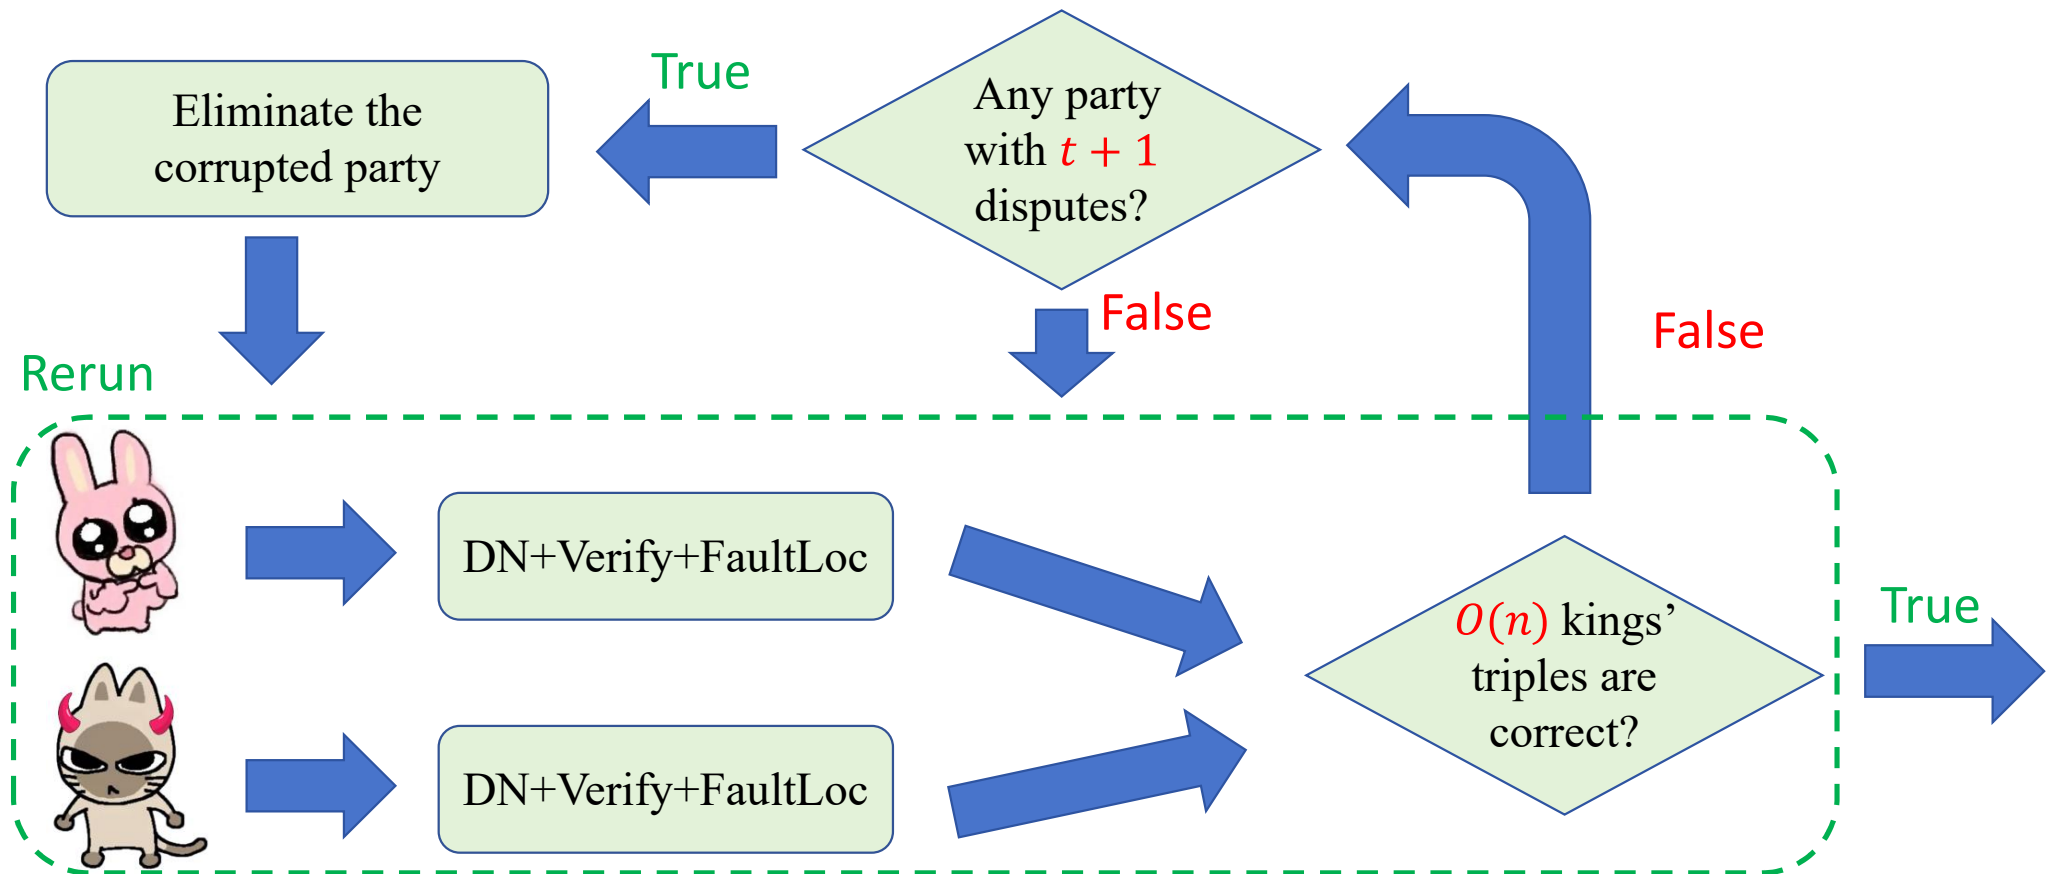 True
Eliminate the
corrupted party
Any party
with t + 1
disputes?
False
False
Rerun
DN+Verify+FaultLoc
DN+Verify+FaultLoc
O(n) kings’
triples are
correct?
True